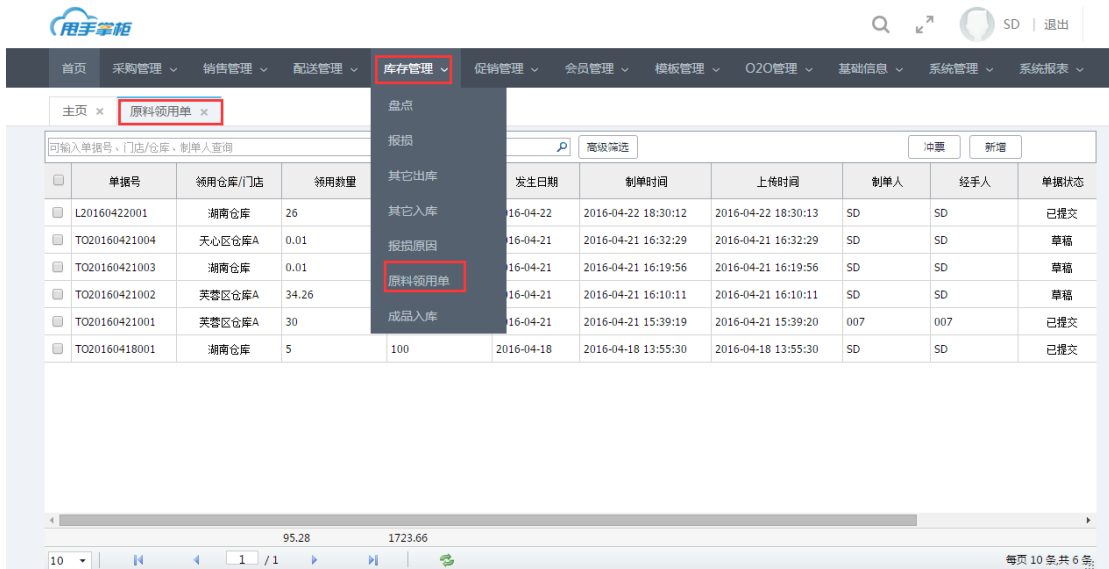 用手掌柜 SD | 退出
首页 采购管理 销售管理 配送管理 库存管理 促销管理 会员管理 模板管理 O2O管理 基础信息 系统管理 系统报表
主页 × 原料领用单 ×
盘点
报损
其它出库
其它入库
报损原因
原料领用单
成品入库
可输入单据号、门店/仓库、制单人查询 高级筛选 冲票 新增
单据号 领用仓库/门店 领用数量 发生日期 制单时间 上传时间 制单人 经手人 单据状态
L20160422001 湖南仓库 26 16-04-22 2016-04-22 18:30:12 2016-04-22 18:30:13 SD SD 已提交
TO20160421004 天心区仓库A 0.01 16-04-21 2016-04-21 16:32:29 2016-04-21 16:32:29 SD SD 草稿
TO20160421003 湖南仓库 0.01 16-04-21 2016-04-21 16:19:56 2016-04-21 16:19:56 SD SD 草稿
TO20160421002 芙蓉区仓库A 34.26 16-04-21 2016-04-21 16:10:11 2016-04-21 16:10:11 SD SD 草稿
TO20160421001 芙蓉区仓库A 30 16-04-21 2016-04-21 15:39:19 2016-04-21 15:39:20 007 007 已提交
TO20160418001 湖南仓库 5 100 2016-04-18 2016-04-18 13:55:30 2016-04-18 13:55:30 SD SD 已提交
95.28 1723.66
10 1 / 1 每页 10 条,共 6 条